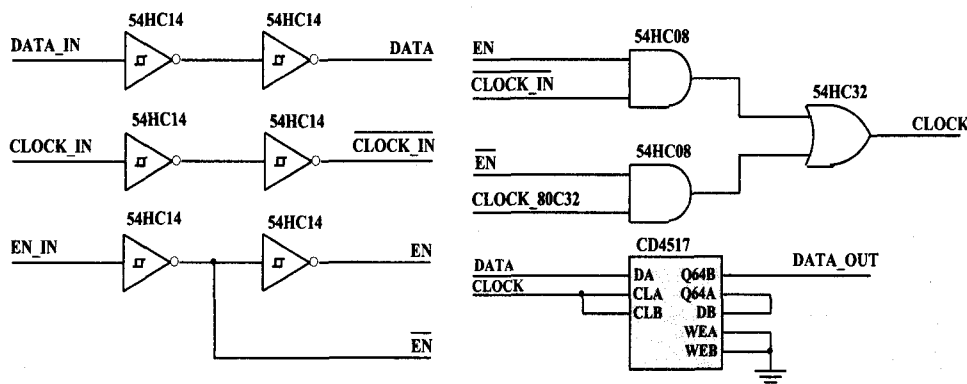 54HC14
54HC14
DATA_IN
DATA
54HC14
54HC14
CLOCK_IN
CLOCK_IN
54HC14
54HC14
EN_IN
EN
EN
54HC08
EN
CLOCK_IN
54HC32
CLOCK
54HC08
EN
CLOCK_80C32
CD4517
DATA
DA
Q64B
DATA_OUT
CLOCK
CLA
Q64A
CLB
DB
WEA
WEB